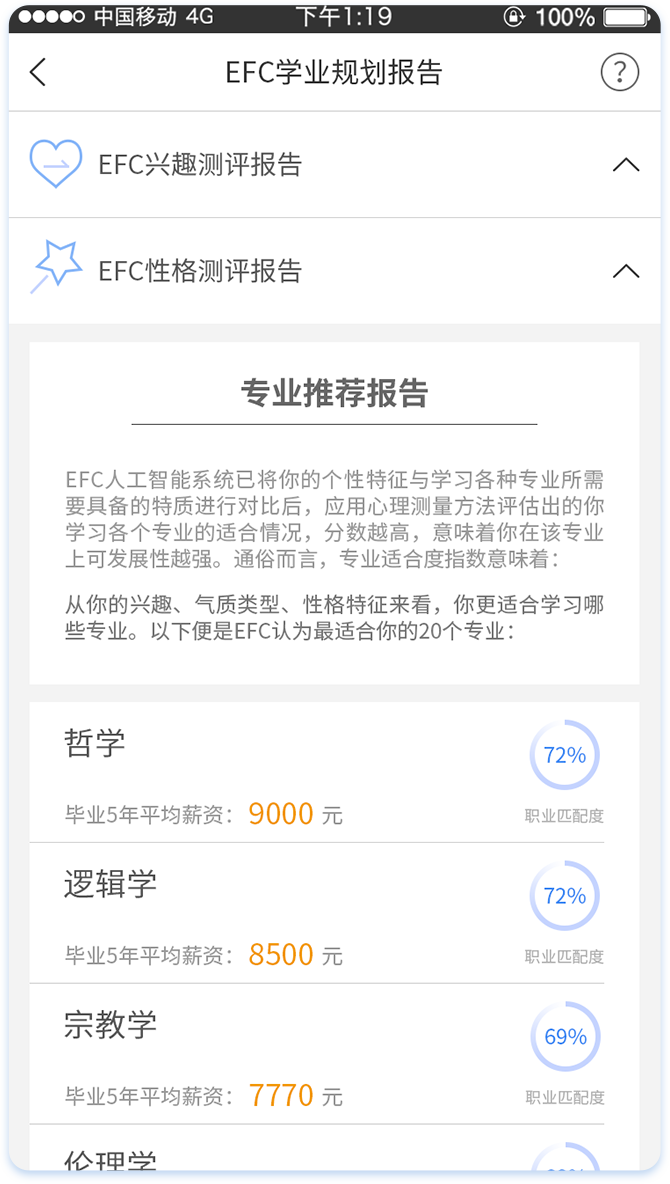 中国移动 4G 下午1:19 100%
EFC学业规划报告 ?
EFC兴趣测评报告
EFC性格测评报告
专业推荐报告
EFC人工智能系统已将你的个性特征与学习各种专业所需
要具备的特质进行对比后，应用心理测量方法评估出的你
学习各个专业的适合情况，分数越高，意味着你在该专业
上可发展性越强。通俗而言，专业适合度指数意味着：
从你的兴趣、气质类型、性格特征来看，你更适合学习哪
些专业。以下便是EFC认为最适合你的20个专业：
哲学
72%
毕业5年平均薪资：9000 元
职业匹配度
逻辑学
72%
毕业5年平均薪资：8500 元
职业匹配度
宗教学
69%
毕业5年平均薪资：7770 元
职业匹配度
伦理学